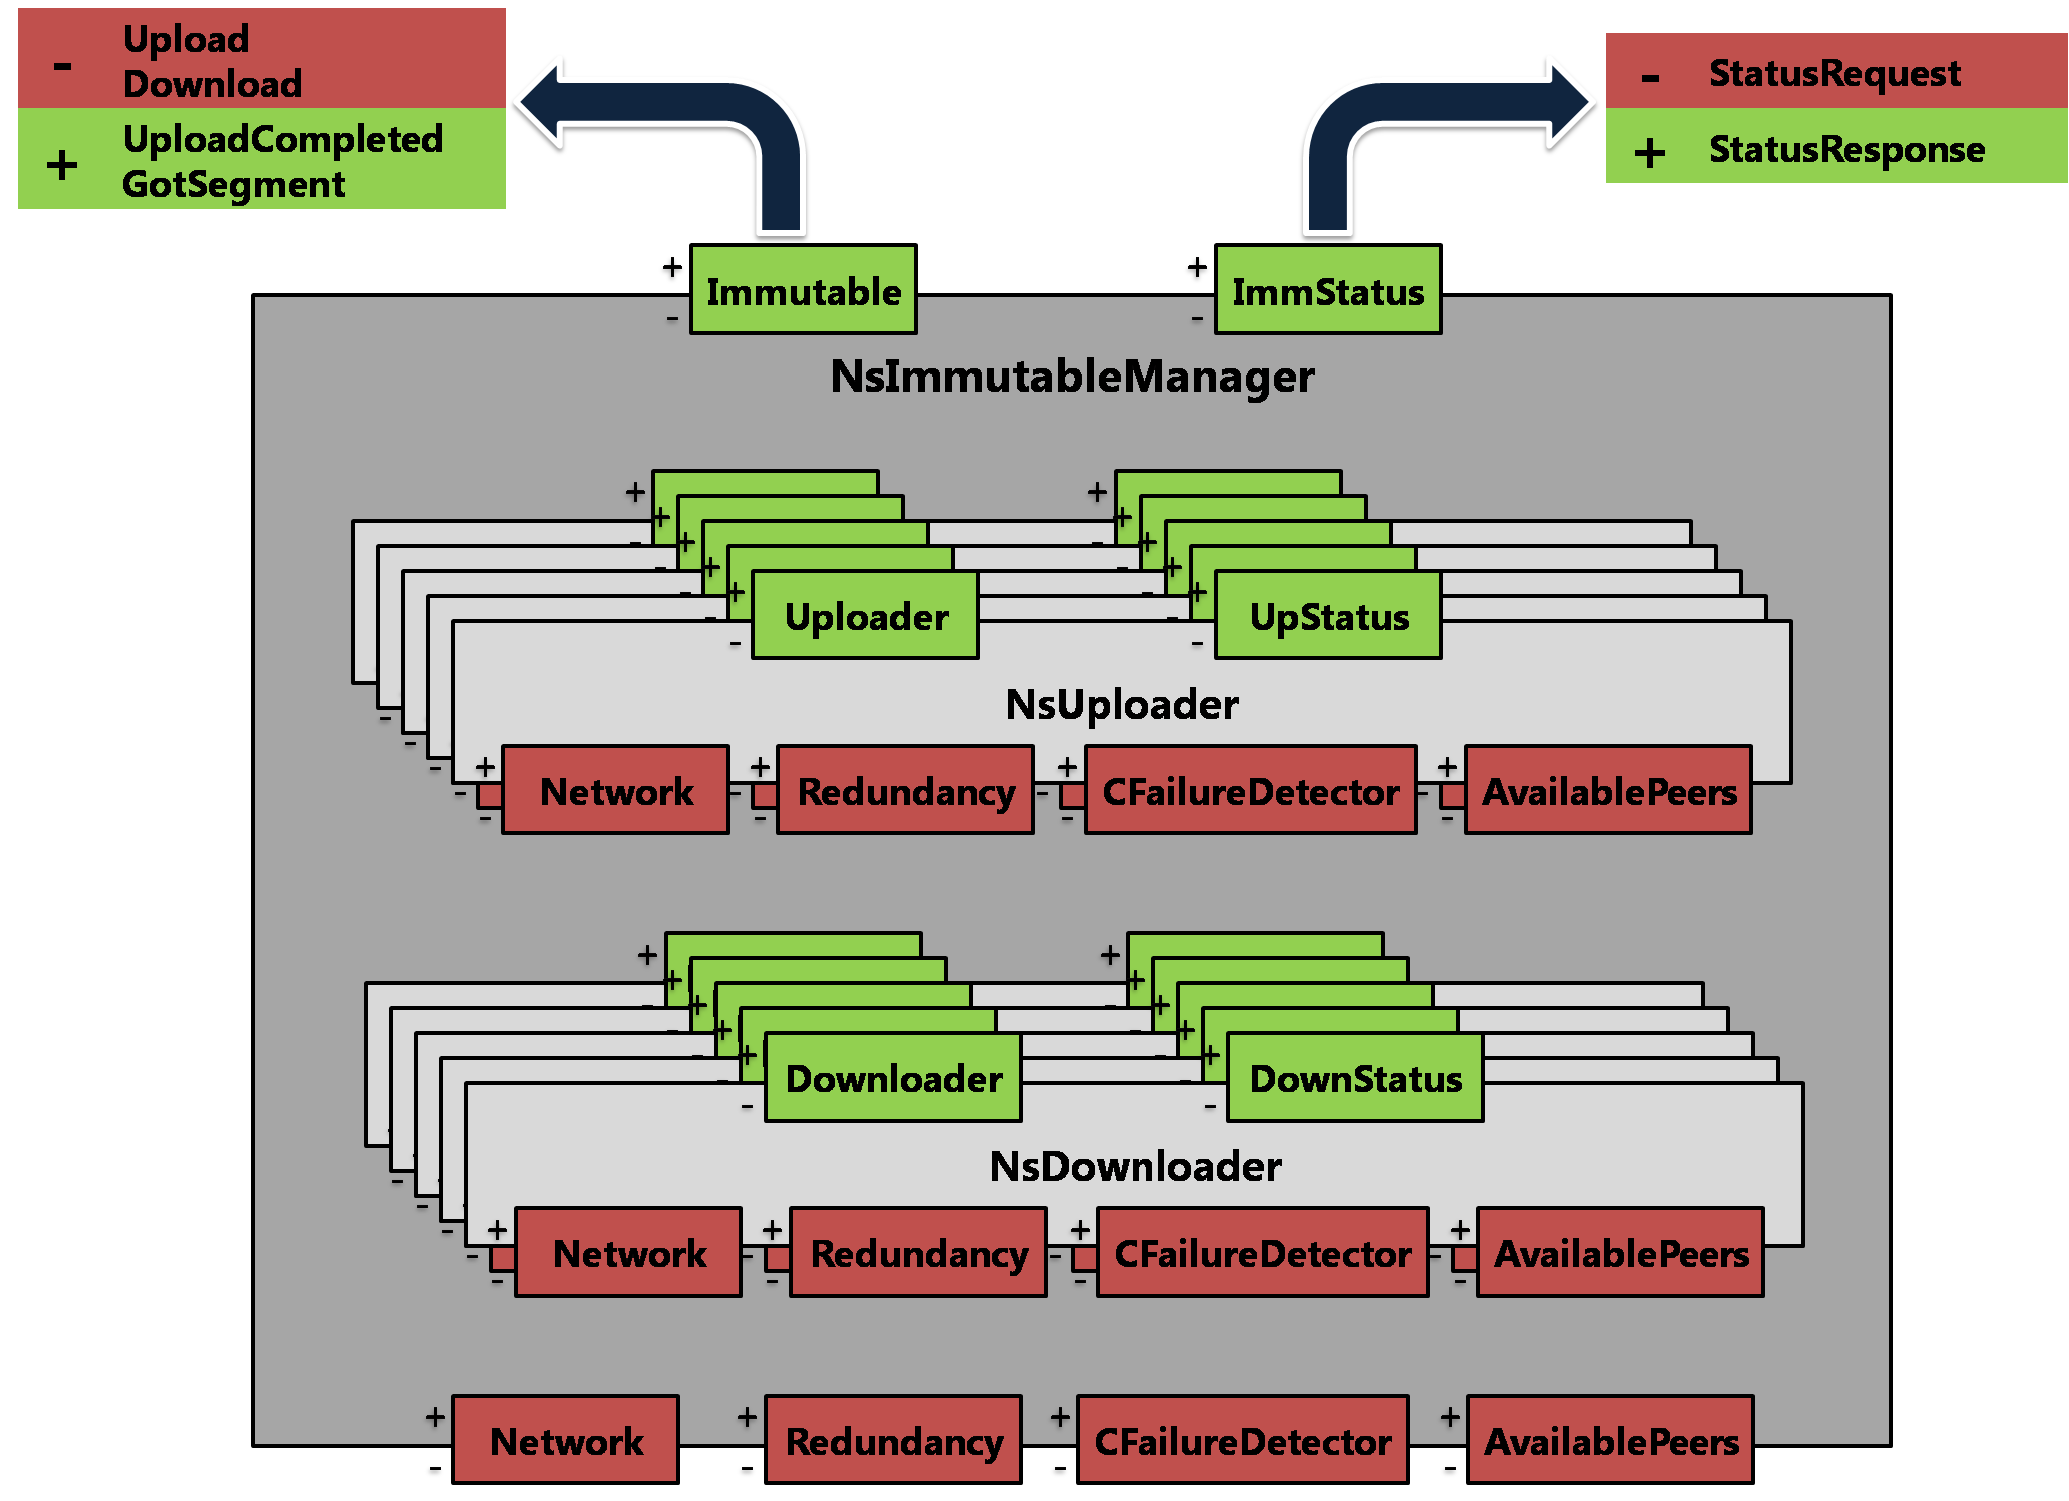 - Upload
Download
+ UploadCompleted
GotSegment
- StatusRequest
+ StatusResponse
+ Immutable -
+ ImmStatus -
NsImmutableManager
+ + + + + Uploader - - - - -
+ + + + + UpStatus - - - - -
NsUploader
+ Network -
+ Redundancy -
+ CFailureDetector -
+ AvailablePeers -
+ + + + + Downloader - - - - -
+ + + + + DownStatus - - - - -
NsDownloader
+ Network -
+ Redundancy -
+ CFailureDetector -
+ AvailablePeers -
+ Network -
+ Redundancy -
+ CFailureDetector -
+ AvailablePeers -